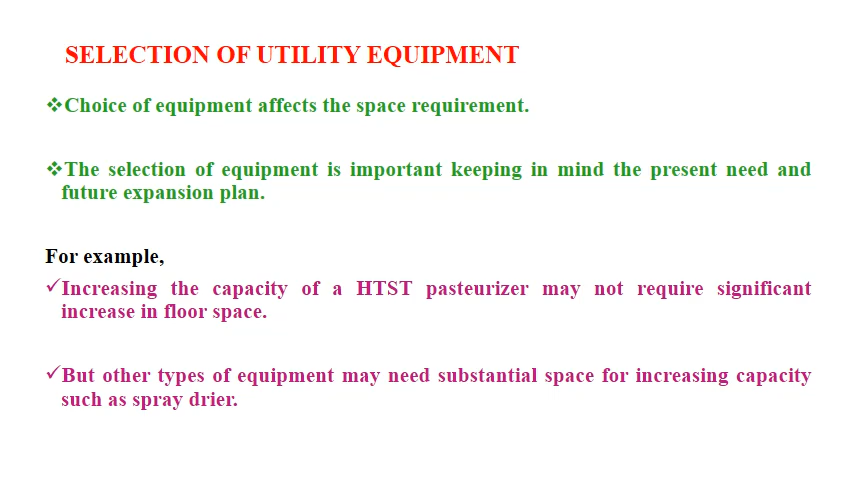 SELECTION OF UTILITY EQUIPMENT
❖Choice of equipment affects the space requirement.
❖The selection of equipment is important keeping in mind the present need and
future expansion plan.
For example,
✓Increasing the capacity of a HTST pasteurizer may not require significant
increase in floor space.
✓But other types of equipment may need substantial space for increasing capacity
such as spray drier.